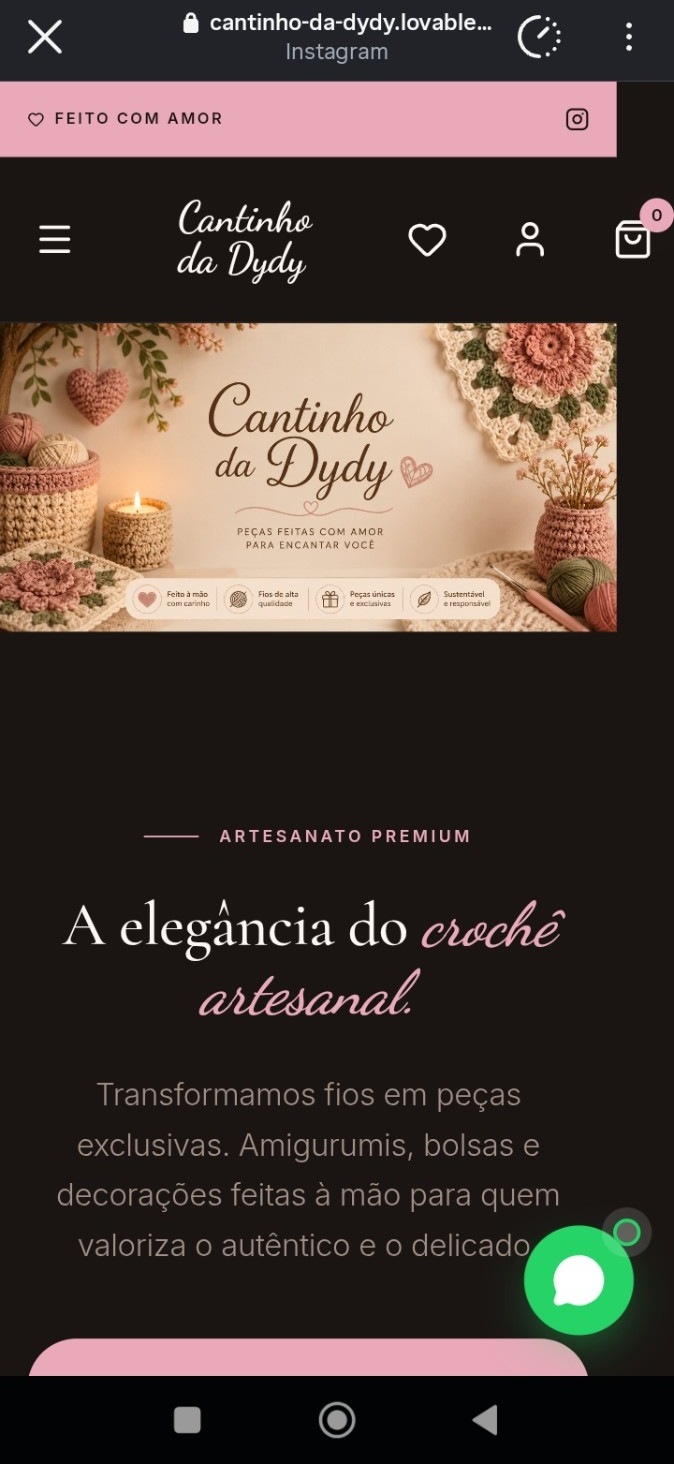 cantinho-da-dydy.lovable...
Instagram
FEITO COM AMOR
Cantinho
da Dydy
0
Cantinho
da Dydy
PEÇAS FEITAS COM AMOR
PARA ENCANTAR VOCÊ
Feito à mão
com carinho
Fios de alta
qualidade
Peças únicas
e exclusivas
Sustentável
e responsável
ARTESANATO PREMIUM
A elegância do crochê
artesanal.
Transformamos fios em peças
exclusivas. Amigurumis, bolsas e
decorações feitas à mão para quem
valoriza o autêntico e o delicado